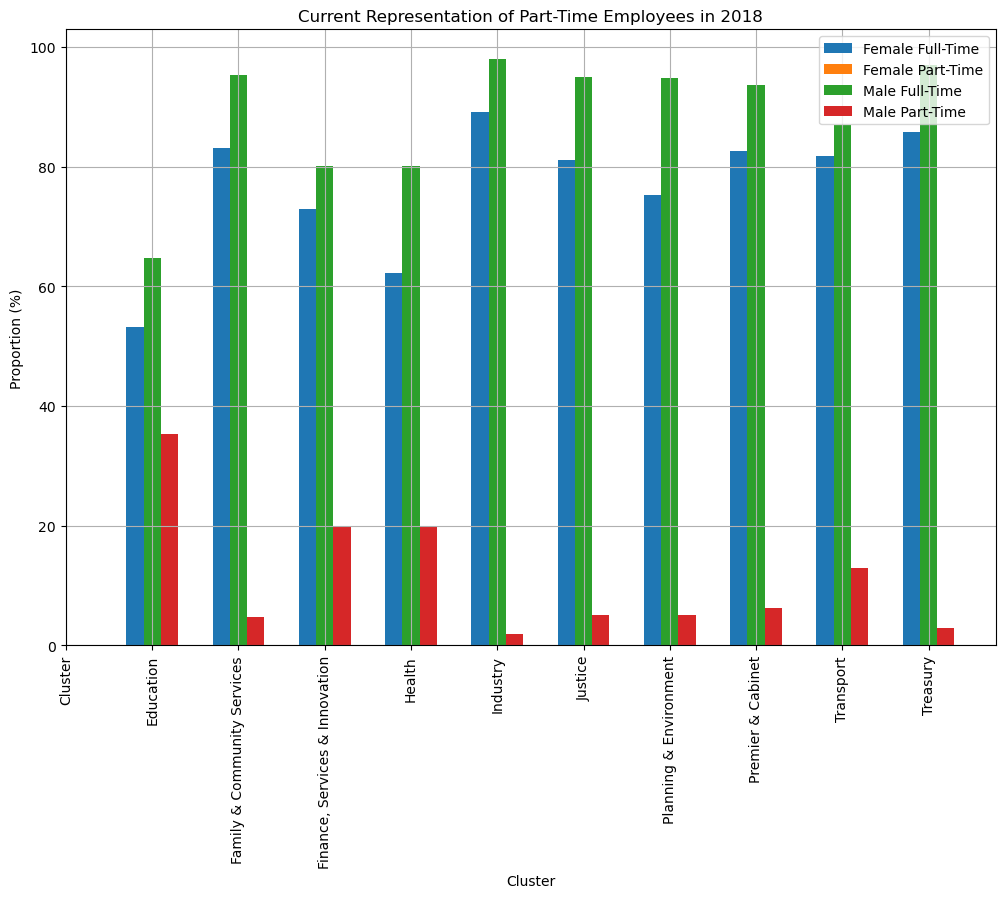 Current Representation of Part-Time Employees in 2018
Female Full-Time
Female Part-Time
Male Full-Time
Male Part-Time
100
80
60
40
20
0
Proportion (%)
Cluster
Education
Family & Community Services
Finance, Services & Innovation
Health
Industry
Justice
Planning & Environment
Premier & Cabinet
Transport
Treasury
Cluster